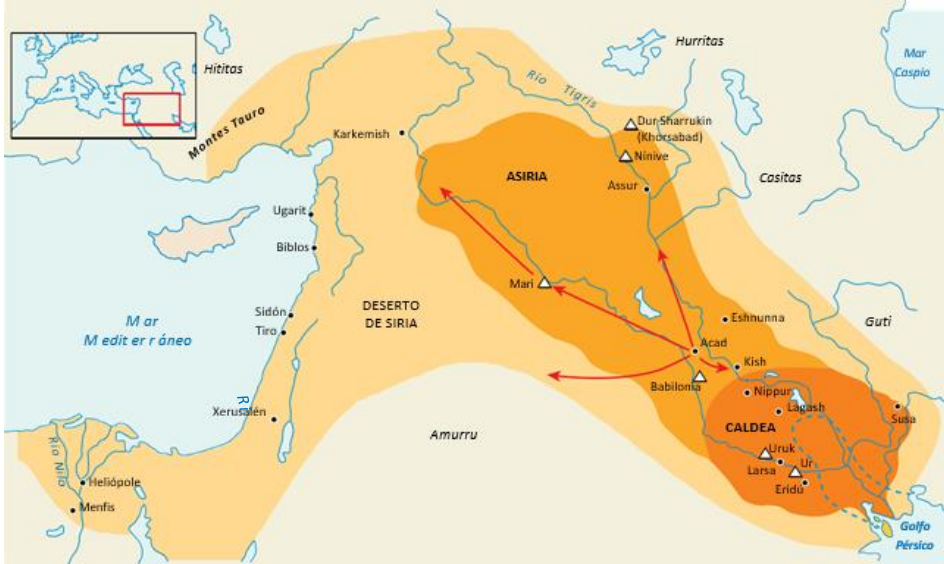 Hurritas
Mar
Caspio
Hititas
Río Tigris
Montes Tauro
Dur Sharrukin
(Khorsabad)
Karkemish
Ninive
ASIRIA
Casitas
Assur
Ugarit
Biblos
Mari
DESERTO
DE SIRIA
Sidón
Tiro
M ar
M edit er r áneo
Eshnunna
Guti
Acad
Kish
Babilonia
Nippur
Lagash
Susa
Xerusalén
Rí
Amurru
CALDEA
Uruk
Ur
Larsa
Eridú
Río Nilo
Heliópole
Menfis
Golfo
Pérsico